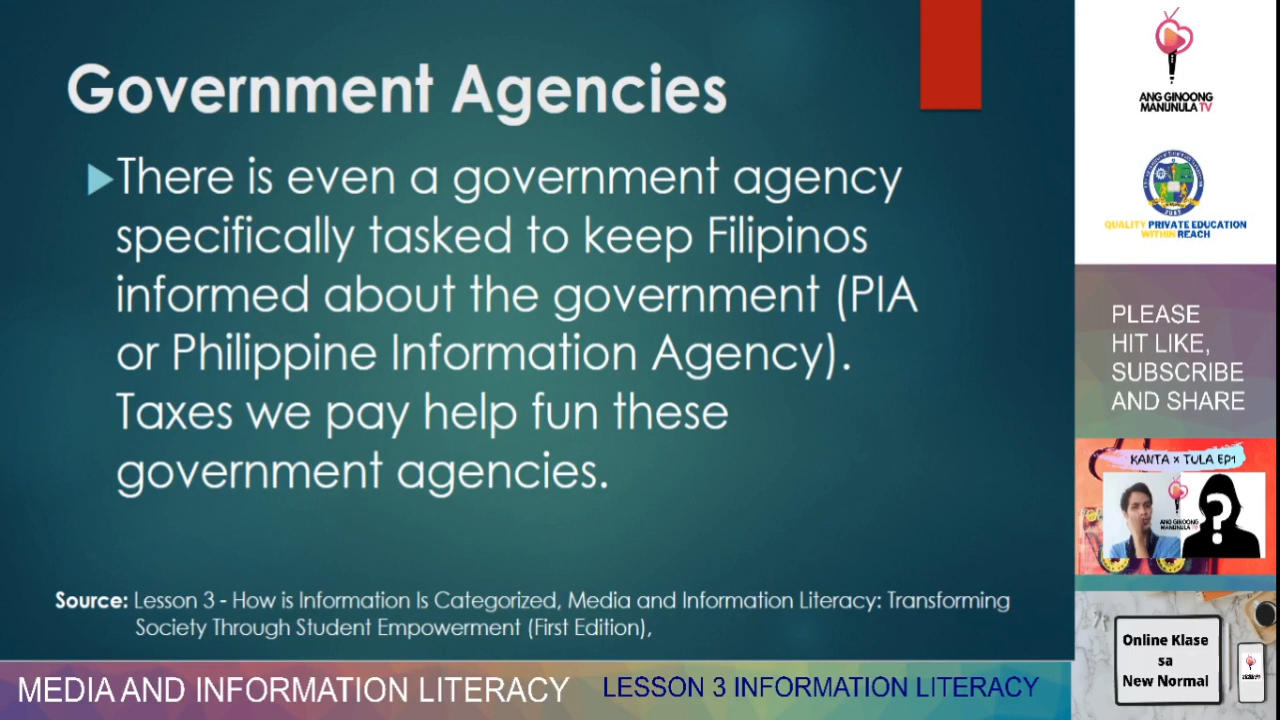 Government Agencies
There is even a government agency
specifically tasked to keep Filipinos
informed about the government (PIA
or Philippine Information Agency).
Taxes we pay help fun these
government agencies.
Source: Lesson 3 - How is Information Is Categorized, Media and Information Literacy: Transforming
Society Through Student Empowerment (First Edition),
MEDIA AND INFORMATION LITERACY
LESSON 3 INFORMATION LITERACY
ANG GINOONG
MANUNULA TV
QUALITY PRIVATE EDUCATION
WITHIN REACH
PLEASE
HIT LIKE,
SUBSCRIBE
AND SHARE
KANTA x TULA EP1
ANG GINOONG
MANUNULA TV
?
Online Klase
sa
New Normal